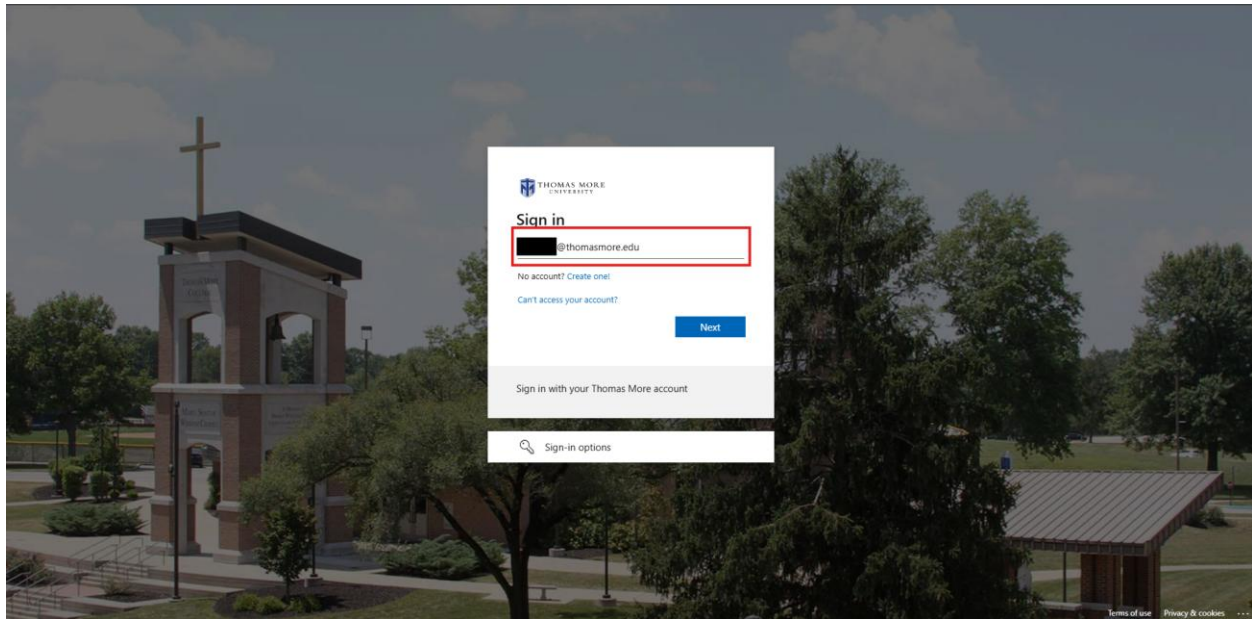 THOMAS MORE
UNIVERSITY
Sign in
@thomasmore.edu
No account? Create one!
Can't access your account?
Next
Sign in with your Thomas More account
Sign-in options
Terms of use Privacy & cookies ...